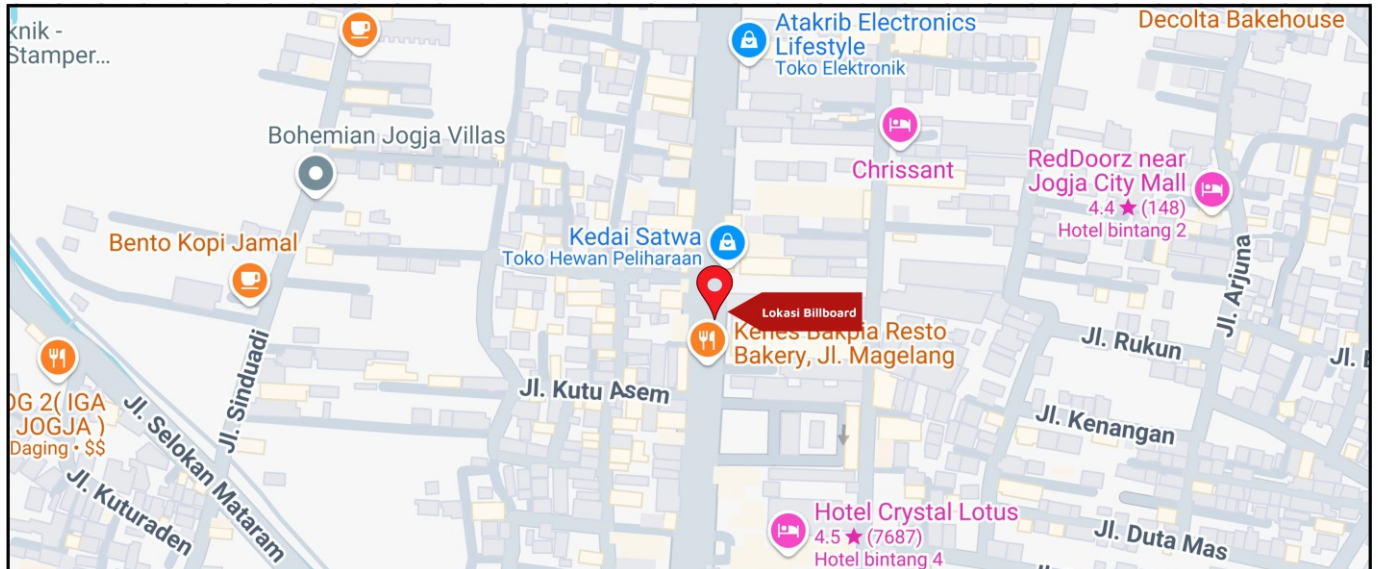 knik -
Stamper...
Atakrib Electronics
Lifestyle
Toko Elektronik
Decolta Bakehouse
Bohemian Jogja Villas
Chrissant
RedDoorz near
Jogja City Mall
4.4 ★ (148)
Hotel bintang 2
Bento Kopi Jamal
Kedai Satwa
Toko Hewan Peliharaan
Jl. Arjuna
Lokasi Billboard
Kenes Bakpia Resto
Bakery, Jl. Magelang
Jl. Rukun
Jl. Sinduadi
Jl. Kutu Asem
OG 2( IGA
JOGJA )
Daging • $$
Jl. Selokan Mataram
Jl. Kenangan
Jl. Kuturaden
Hotel Crystal Lotus
4.5 ★ (7687)
Hotel bintang 4
Jl. Duta Mas